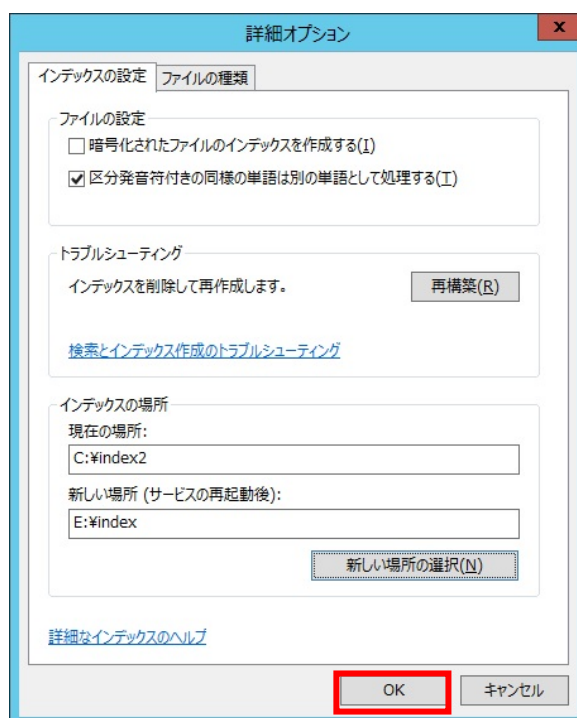 詳細オプション
x
インデックスの設定 ファイルの種類
ファイルの設定
暗号化されたファイルのインデックスを作成する(I)
区分発音符付きの同様の単語は別の単語として処理する(T)
トラブルシューティング
インデックスを削除して再作成します。 再構築(R)
検索とインデックス作成のトラブルシューティング
インデックスの場所
現在の場所:
C:¥index2
新しい場所 (サービスの再起動後):
E:¥index
新しい場所の選択(N)
詳細なインデックスのヘルプ
OK キャンセル